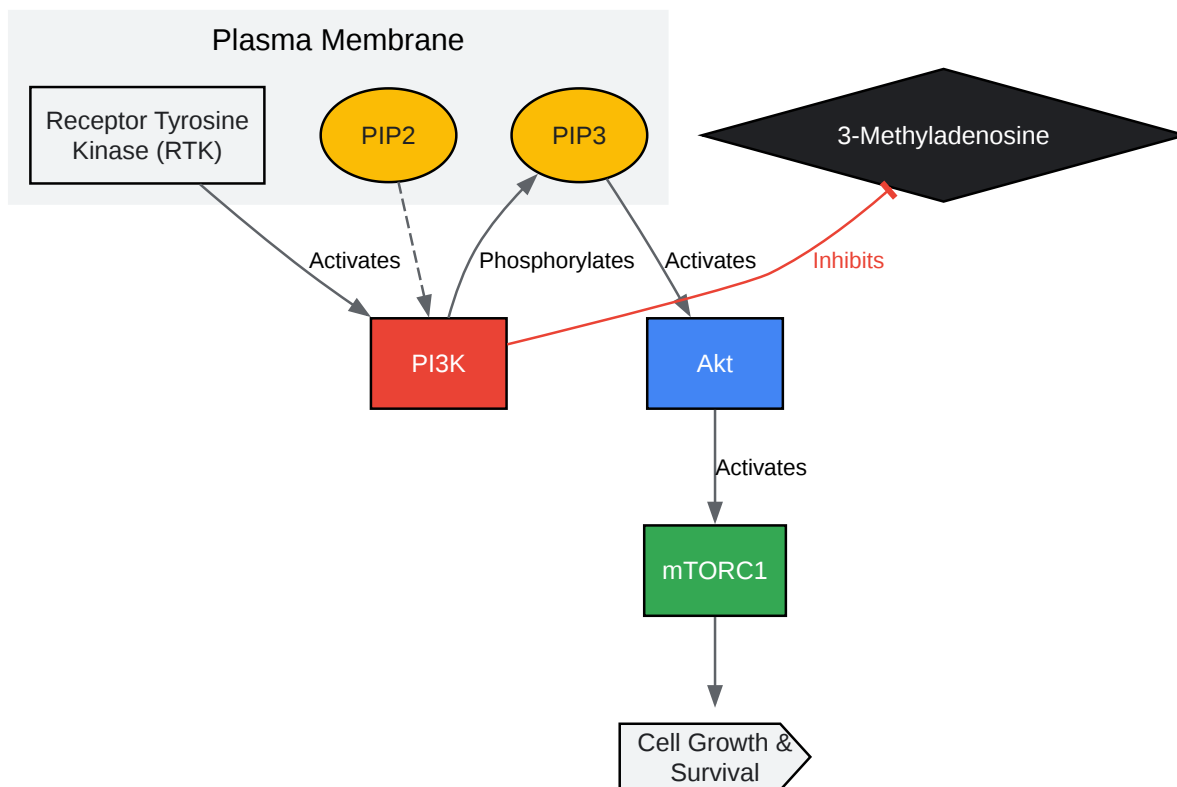 Plasma Membrane
Receptor Tyrosine
Kinase (RTK)
PIP2
PIP3
3-Methyladenosine
Activates
Phosphorylates
Activates
Inhibits
PI3K
Akt
Activates
mTORC1
Cell Growth &
Survival